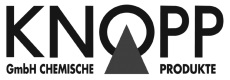 KNOPP
GmbH CHEMISCHE PRODUKTE